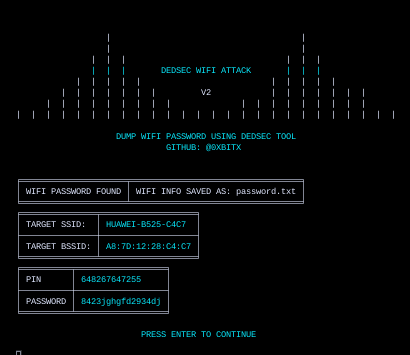 DEDSEC WIFI ATTACK
V2
DUMP WIFI PASSWORD USING DEDSEC TOOL
GITHUB: @0XBITX
WIFI PASSWORD FOUND WIFI INFO SAVED AS: password.txt
TARGET SSID: HUAWEI-B525-C4C7
TARGET BSSID: A8:7D:12:28:C4:C7
PIN 648267647255
PASSWORD 8423jghgfd2934dj
PRESS ENTER TO CONTINUE